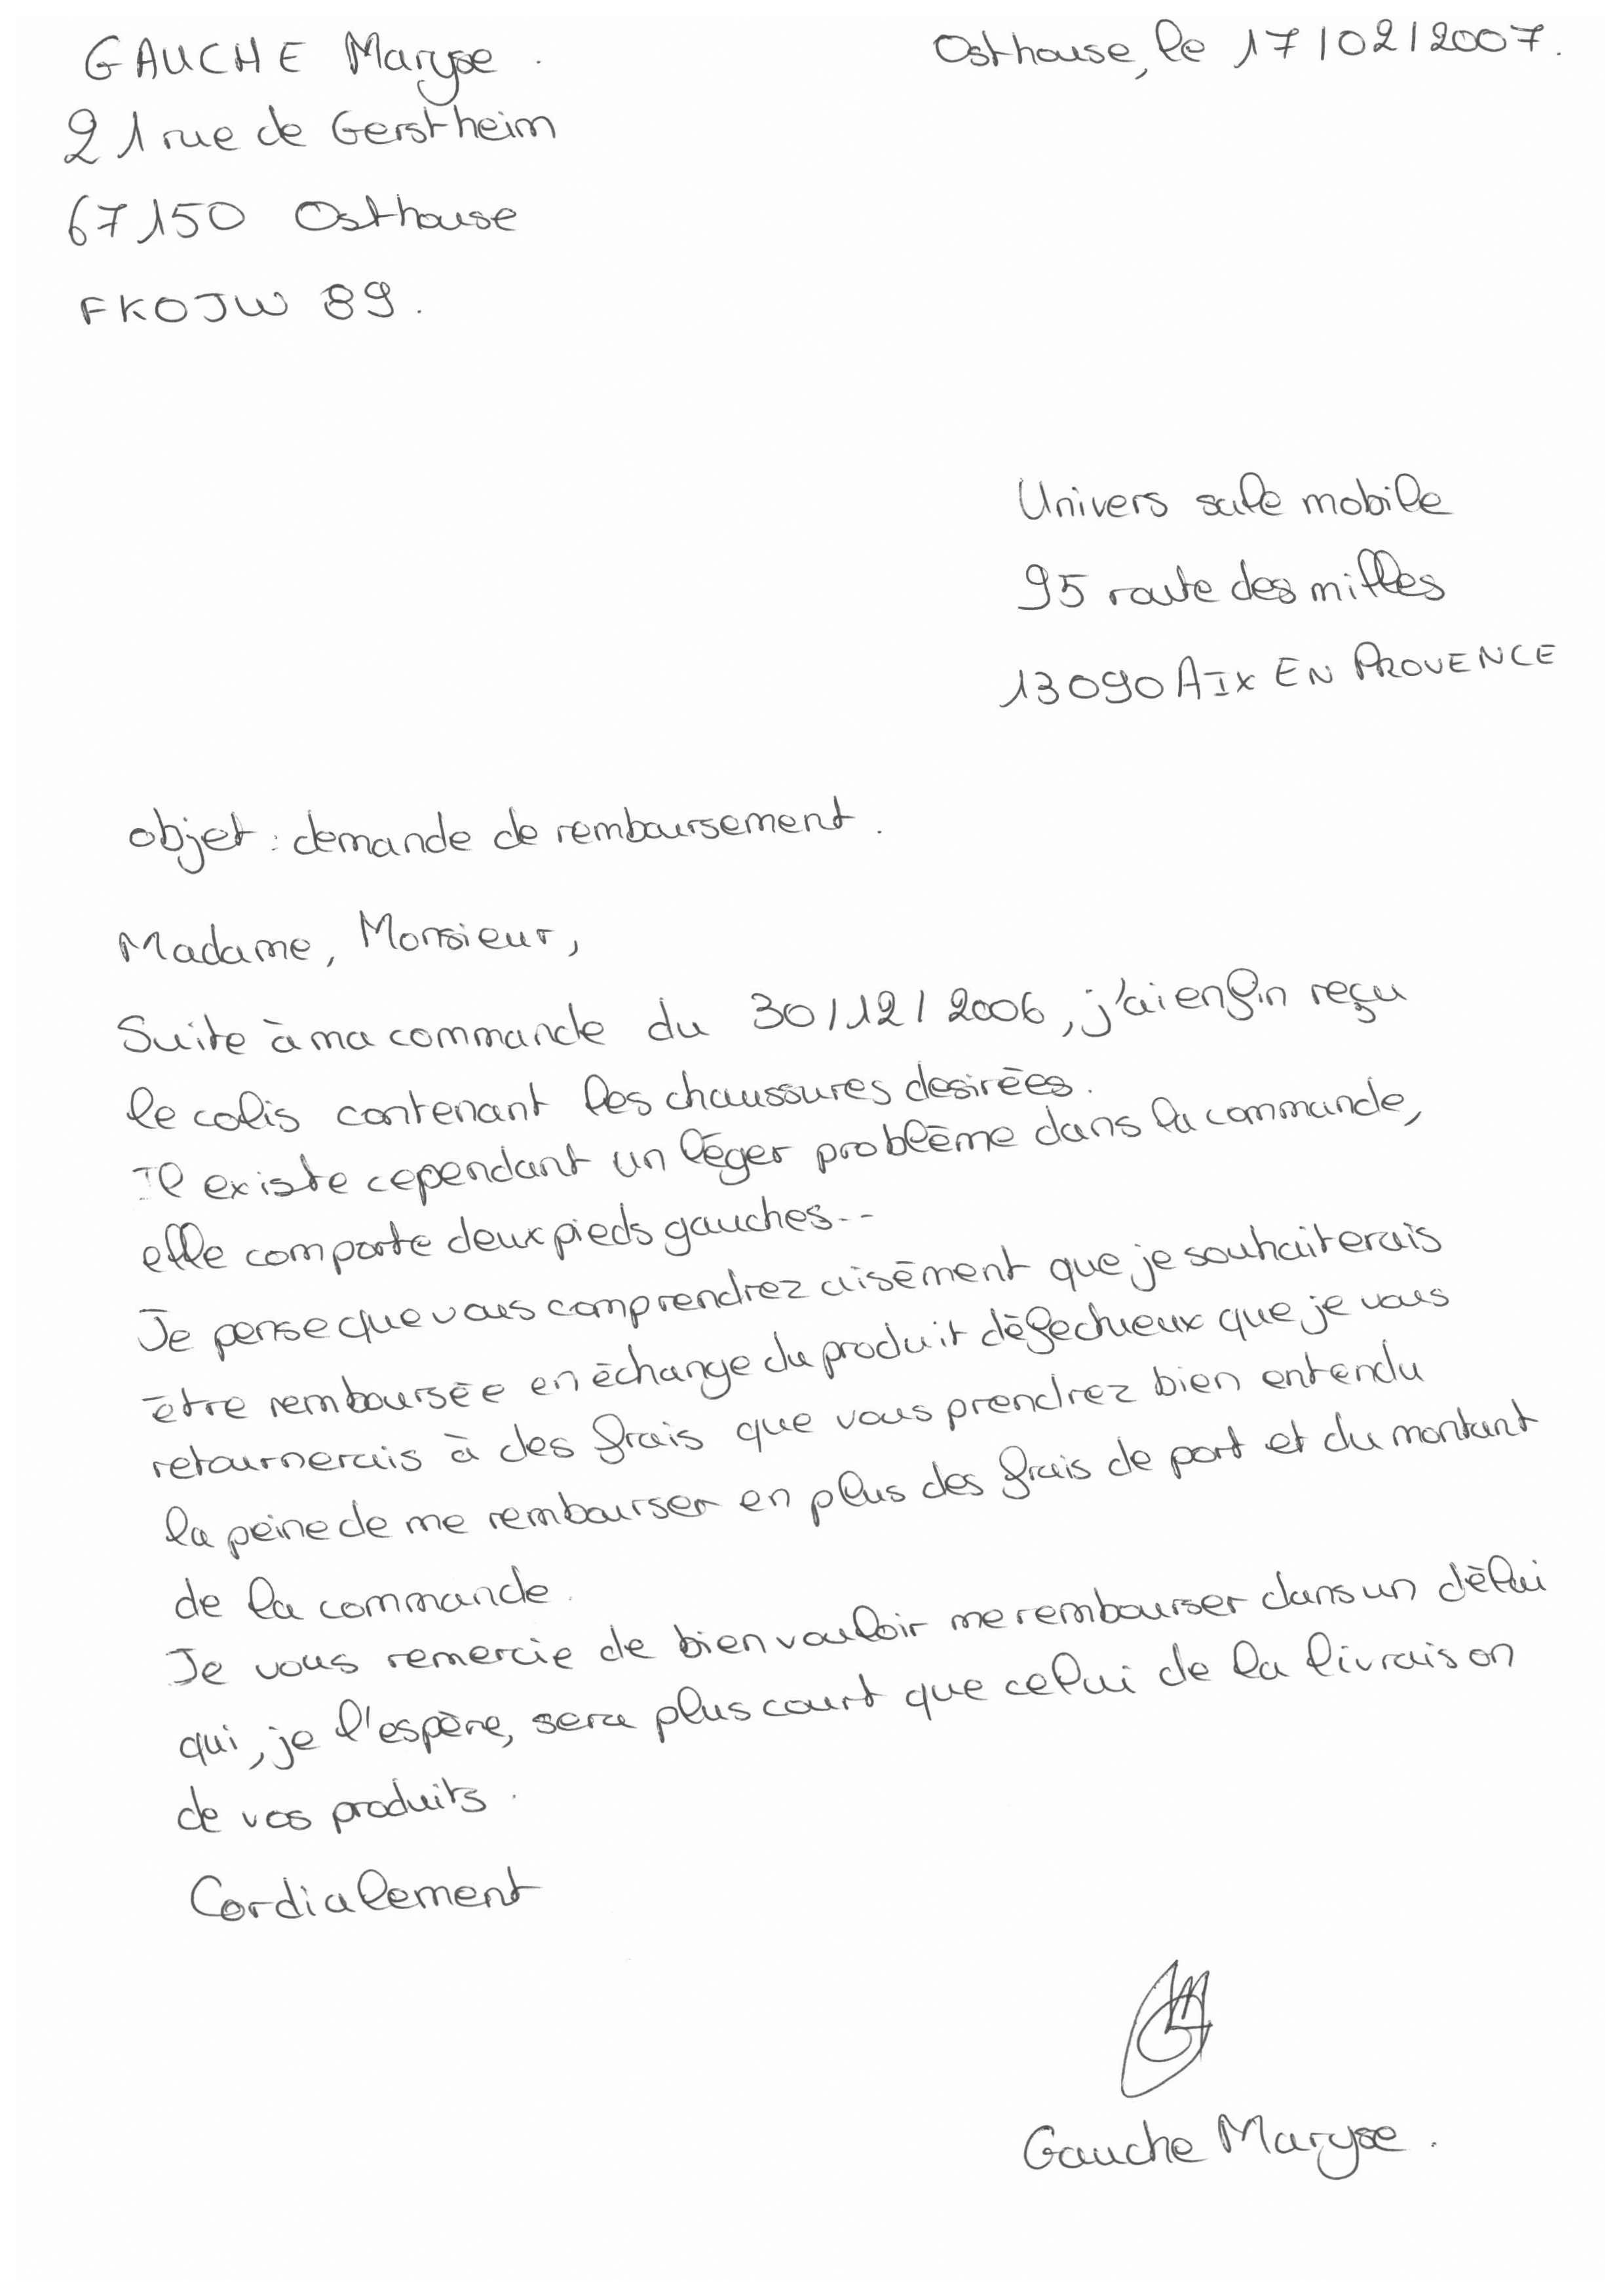 GAUCHE Maryse.
Osthouse, le 17/02/2007.
21 rue de Gerstheim
67150 Osthouse
FKOJW 89.
Univers sale mobile
95 route des milles
13090 AIX EN PROVENCE
objet : demande de remboursement.
Madame, Monsieur,
Suite à ma commande du 30/12/2006, j'ai enfin reçu
le colis contenant les chaussures desirées.
Il existe cependant un léger problème dans la commande,
elle comporte deux pieds gauches...
Je pense que vous comprendrez aisément que je souhaiterais
être remboursée en échange du produit défectueux que je vous
retournerais à des frais que vous prendrez bien entendu
la peine de me rembourser en plus des frais de port et du montant
de la commande.
Je vous remercie de bien vouloir me rembourser dans un délai
qui, je l'espère, sera plus court que celui de la livraison
de vos produits.
Cordialement
Gauche Maryse.